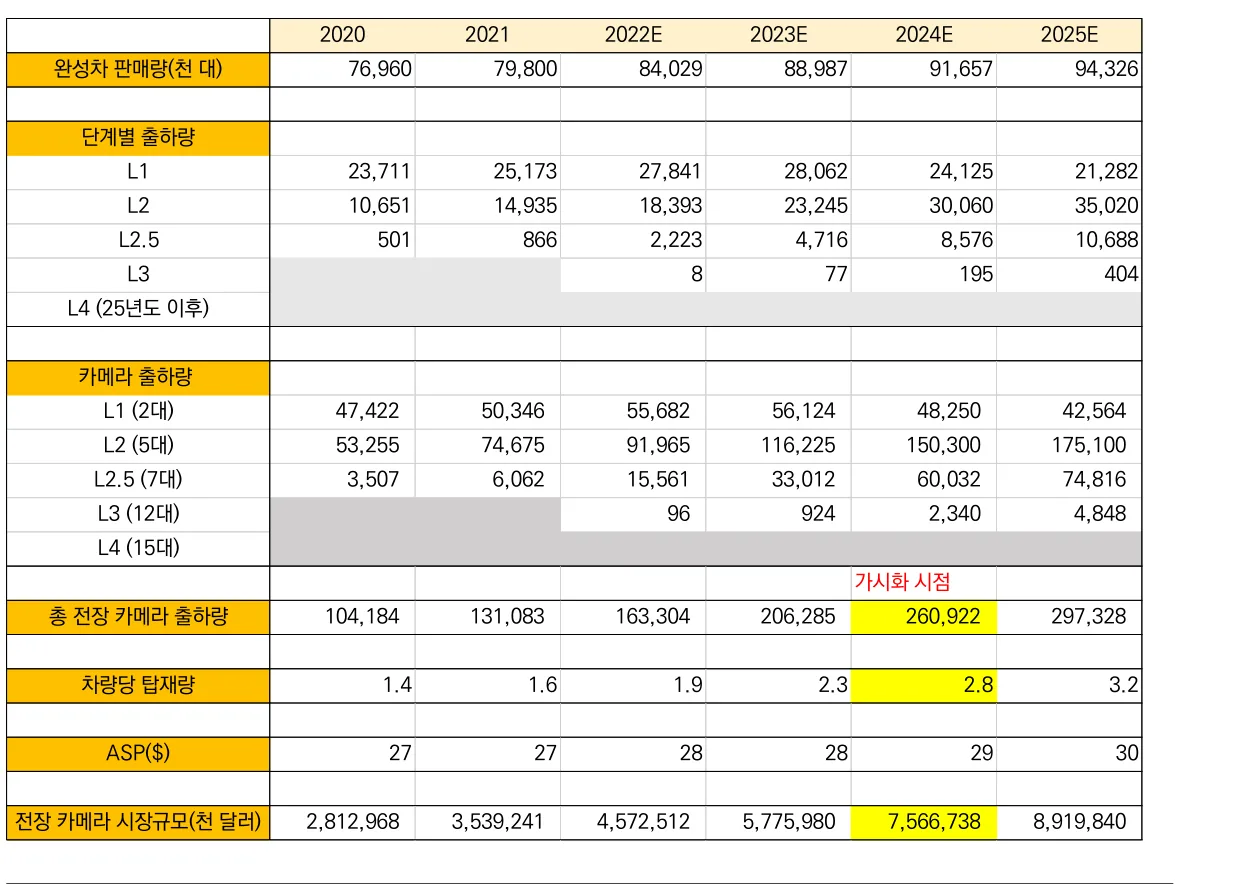 2020 2021 2022E 2023E 2024E 2025E
완성차 판매량(천 대) 76,960 79,800 84,029 88,987 91,657 94,326
단계별 출하량
L1 23,711 25,173 27,841 28,062 24,125 21,282
L2 10,651 14,935 18,393 23,245 30,060 35,020
L2.5 501 866 2,223 4,716 8,576 10,688
L3 8 77 195 404
L4 (25년도 이후)
카메라 출하량
L1 (2대) 47,422 50,346 55,682 56,124 48,250 42,564
L2 (5대) 53,255 74,675 91,965 116,225 150,300 175,100
L2.5 (7대) 3,507 6,062 15,561 33,012 60,032 74,816
L3 (12대) 96 924 2,340 4,848
L4 (15대)
가시화 시점
총 전장 카메라 출하량 104,184 131,083 163,304 206,285 260,922 297,328
차량당 탑재량 1.4 1.6 1.9 2.3 2.8 3.2
ASP($) 27 27 28 28 29 30
전장 카메라 시장규모(천 달러) 2,812,968 3,539,241 4,572,512 5,775,980 7,566,738 8,919,840